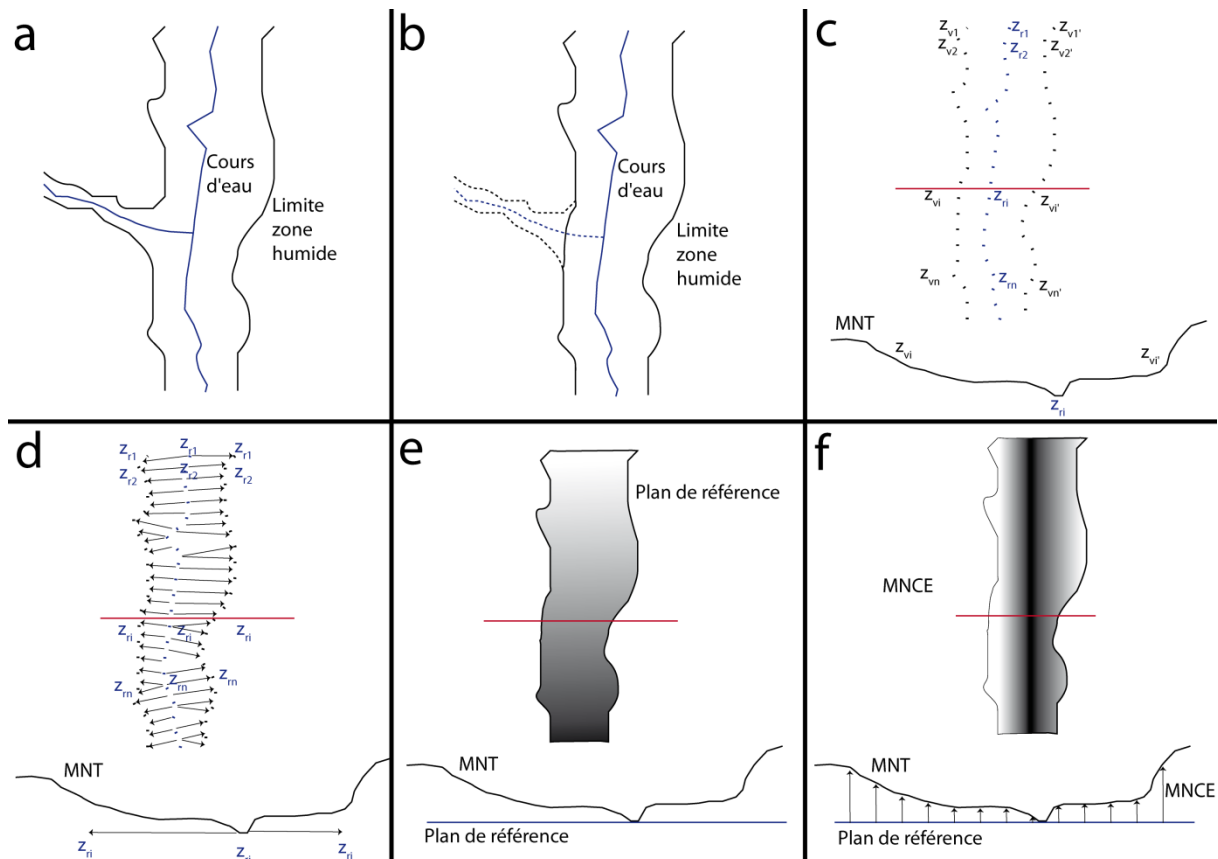 a
Cours
d'eau
Limite
zone
humide
b
Cours
d'eau
Limite
zone
humide
c
Zv1 Zr1 Zv1'
Zv2 Zr2 Zv2'
Zvi Zri Zvi'
Zvn Zrn Zvn'
MNT
Zvi Zvi'
Zri
d
Zr1 Zr1 Zr1
Zr2 Zr2 Zr2
Zri Zri Zri
Zrn Zrn Zrn
MNT
Zri Zri Zri
e
Plan de référence
MNT
Plan de référence
f
MNCE
MNT
MNCE
Plan de référence